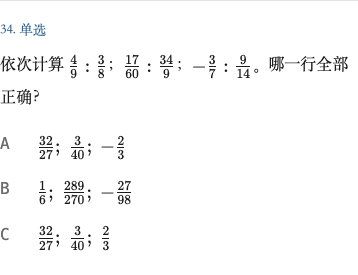 34. 单选
依次计算 4/9 : 3/8 ; 17/60 : 34/9 ; −3/7 : 9/14 。哪一行全部
正确?
A 32/27; 3/40; −2/3
B 1/6; 289/270; −27/98
C 32/27; 3/40; 2/3